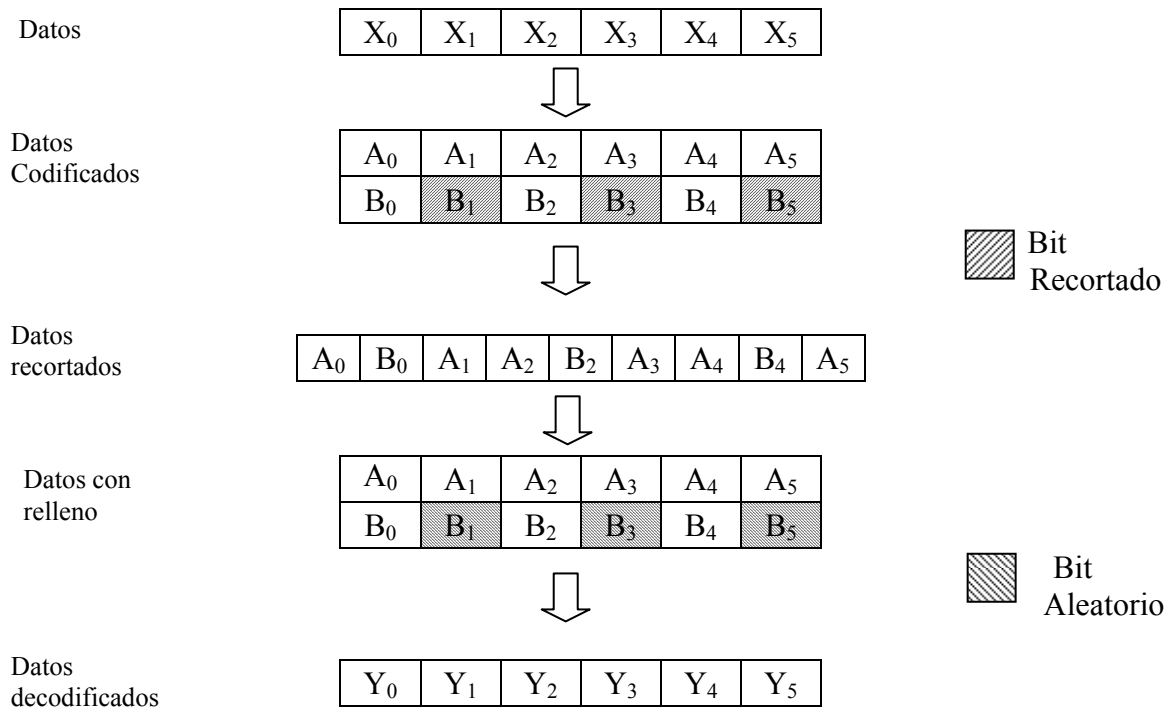 Datos
X₀ X₁ X₂ X₃ X₄ X₅
Datos
Codificados
A₀ A₁ A₂ A₃ A₄ A₅
B₀ B₁ B₂ B₃ B₄ B₅
Bit
Recortado
Datos
recortados
A₀ B₀ A₁ A₂ B₂ A₃ A₄ B₄ A₅
Datos con
relleno
A₀ A₁ A₂ A₃ A₄ A₅
B₀ B₁ B₂ B₃ B₄ B₅
Bit
Aleatorio
Datos
decodificados
Y₀ Y₁ Y₂ Y₃ Y₄ Y₅